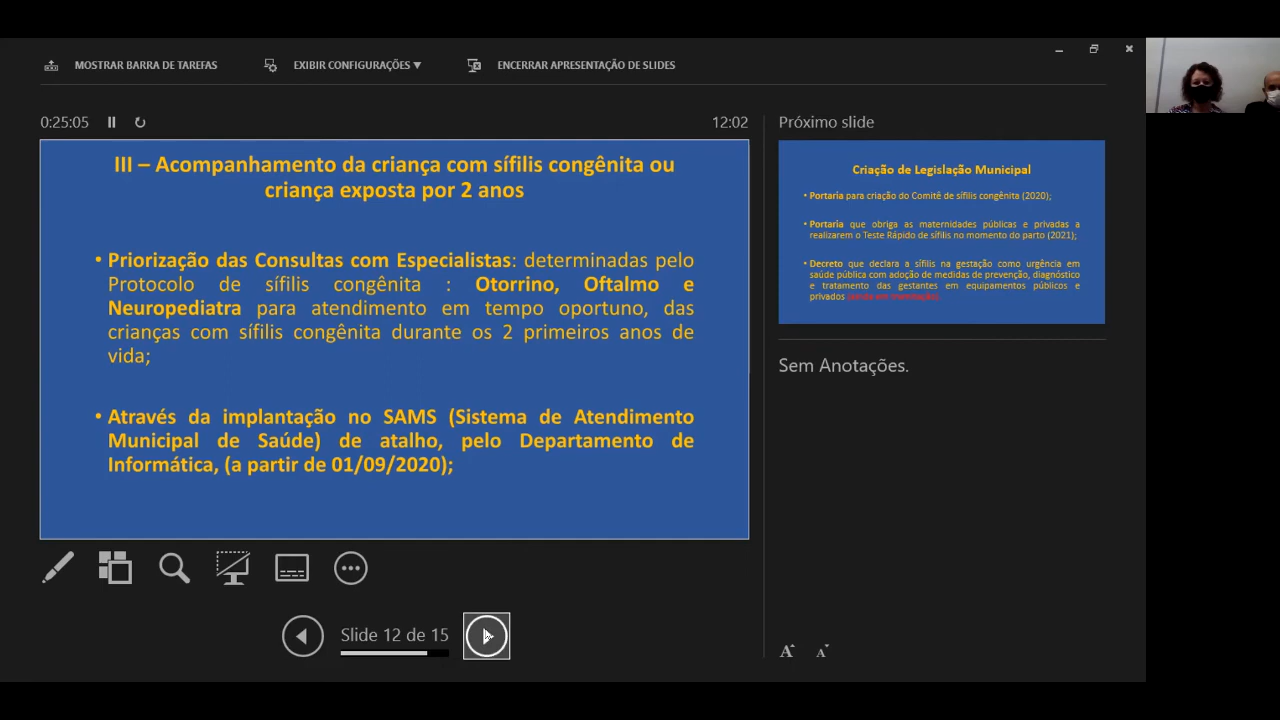 MOSTRAR BARRA DE TAREFAS
EXIBIR CONFIGURAÇÕES ▼
ENCERRAR APRESENTAÇÃO DE SLIDES
0:25:05
12:02
III – Acompanhamento da criança com sífilis congênita ou
criança exposta por 2 anos
• Priorização das Consultas com Especialistas: determinadas pelo
Protocolo de sífilis congênita : Otorrino, Oftalmo e
Neuropediatra para atendimento em tempo oportuno, das
crianças com sífilis congênita durante os 2 primeiros anos de
vida;
• Através da implantação no SAMS (Sistema de Atendimento
Municipal de Saúde) de atalho, pelo Departamento de
Informática, (a partir de 01/09/2020);
Slide 12 de 15
Próximo slide
Criação de Legislação Municipal
• Portaria para criação do Comitê de sífilis congênita (2020);
• Portaria que obriga as maternidades públicas e privadas a
realizarem o Teste Rápido de sífilis no momento do parto (2021);
• Decreto que declara a sífilis na gestação como urgência em
saúde pública com adoção de medidas de prevenção, diagnóstico
e tratamento das gestantes em equipamentos públicos e
privados
Sem Anotações.
A A